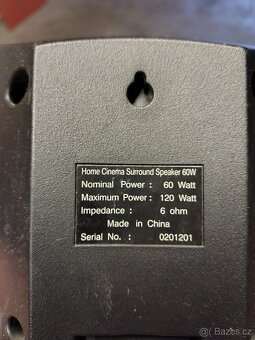 Home Cinema Surround Speaker 60W
Nominal Power : 60 Watt
Maximum Power : 120 Watt
Impedance : 6 ohm
Made in China
Serial No. : 0201201
Bazoš.cz